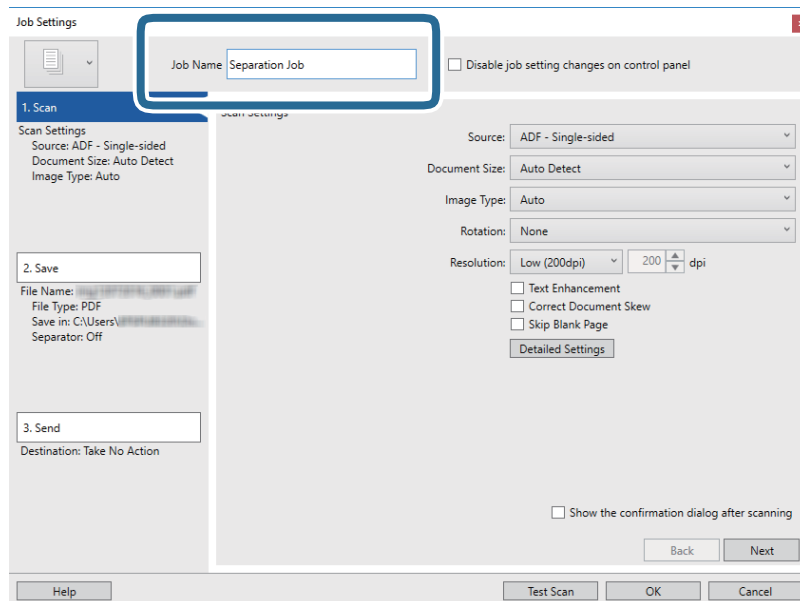 Job Settings
Job Name Separation Job
Disable job setting changes on control panel
1. Scan
Scan Settings
Source: ADF - Single-sided
Document Size: Auto Detect
Image Type: Auto
2. Save
File Name:
File Type: PDF
Save in: C:\Users\
Separator: Off
3. Send
Destination: Take No Action
Scan Settings
Source: ADF - Single-sided
Document Size: Auto Detect
Image Type: Auto
Rotation: None
Resolution: Low (200dpi) 200 dpi
Text Enhancement
Correct Document Skew
Skip Blank Page
Detailed Settings
Show the confirmation dialog after scanning
Back Next
Help Test Scan OK Cancel